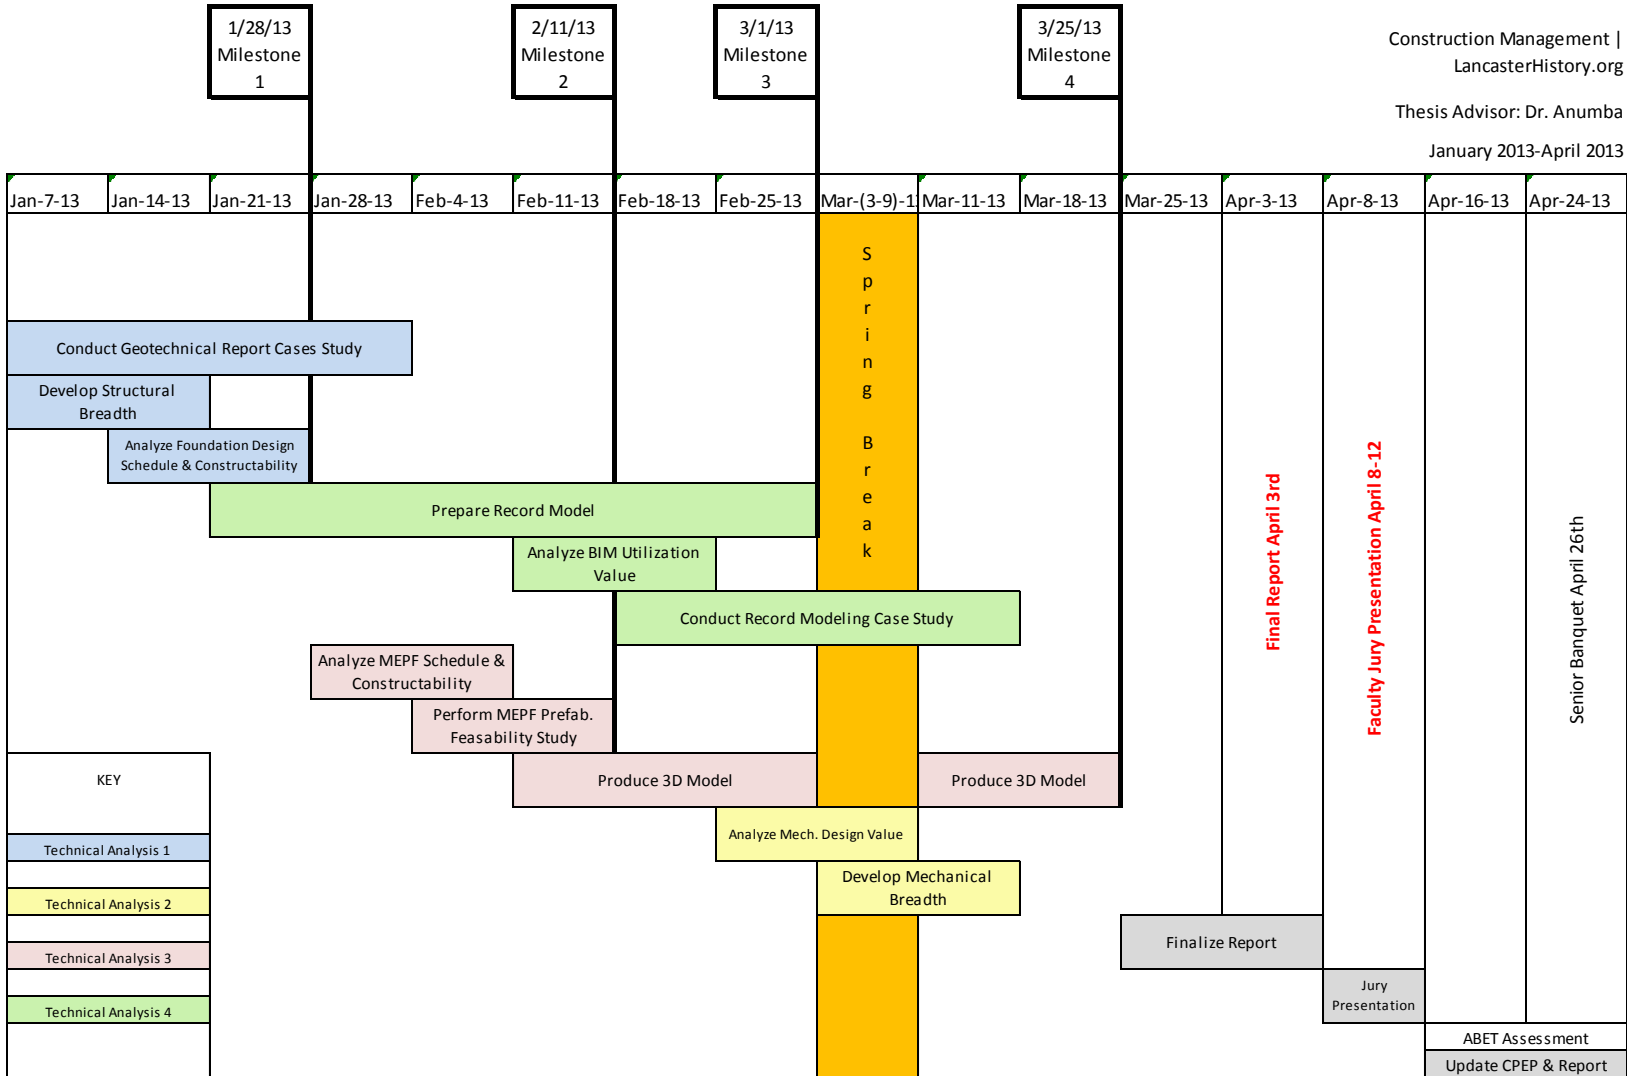 1/28/13
Milestone
1
2/11/13
Milestone
2
3/1/13
Milestone
3
3/25/13
Milestone
4
Construction Management |
LancasterHistory.org
Thesis Advisor: Dr. Anumba
January 2013-April 2013
Jan-7-13 Jan-14-13 Jan-21-13 Jan-28-13 Feb-4-13 Feb-11-13 Feb-18-13 Feb-25-13 Mar-(3-9)-1 Mar-11-13 Mar-18-13 Mar-25-13 Apr-3-13 Apr-8-13 Apr-16-13 Apr-24-13
Spring Break
Conduct Geotechnical Report Cases Study
Develop Structural
Breadth
Analyze Foundation Design
Schedule & Constructability
Prepare Record Model
Analyze BIM Utilization
Value
Conduct Record Modeling Case Study
Analyze MEPF Schedule &
Constructability
Perform MEPF Prefab.
Feasability Study
Produce 3D Model
Produce 3D Model
Analyze Mech. Design Value
Develop Mechanical
Breadth
Final Report April 3rd
Faculty Jury Presentation April 8-12
Senior Banquet April 26th
Finalize Report
Jury
Presentation
ABET Assessment
Update CPEP & Report
KEY
Technical Analysis 1
Technical Analysis 2
Technical Analysis 3
Technical Analysis 4